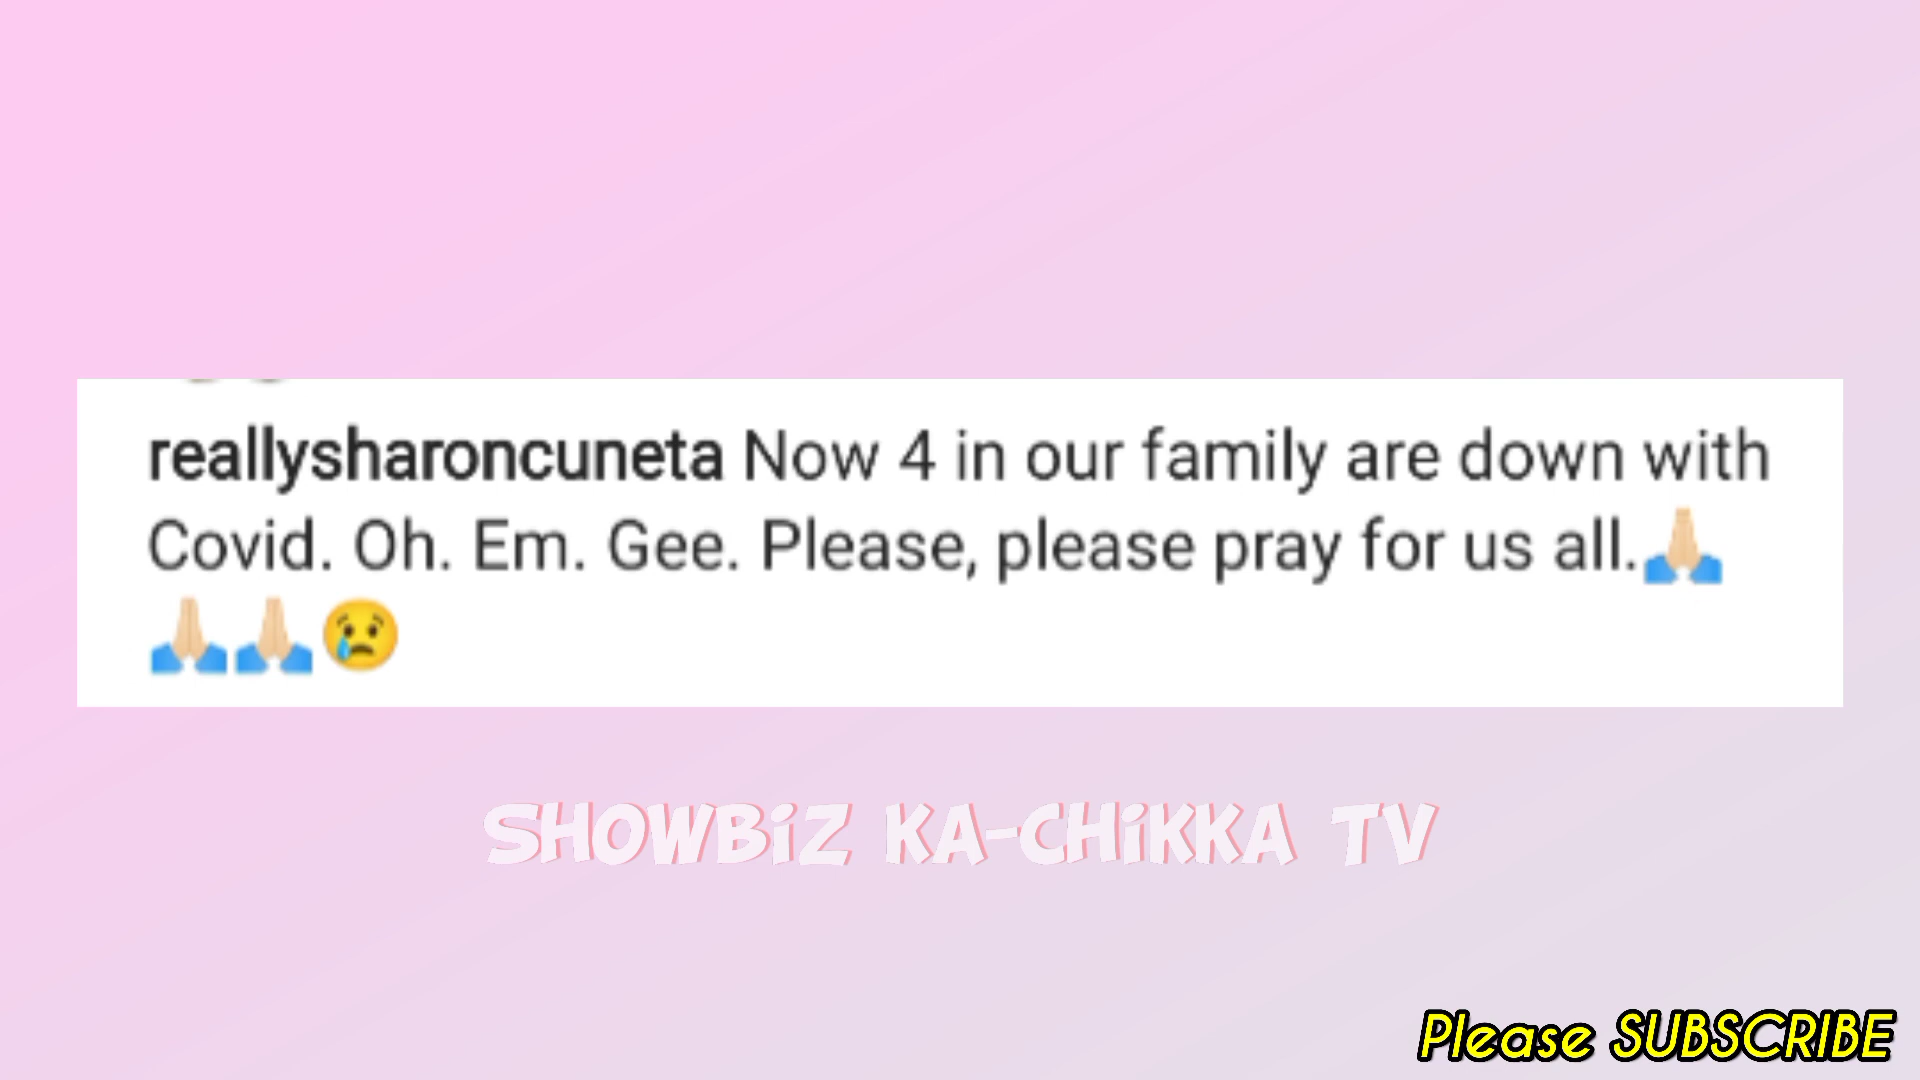 reallysharoncuneta Now 4 in our family are down with
Covid. Oh. Em. Gee. Please, please pray for us all.🙏🏻
🙏🏻🙏🏻😢
SHOWBiZ KA-CHiKKA TV
Please SUBSCRIBE